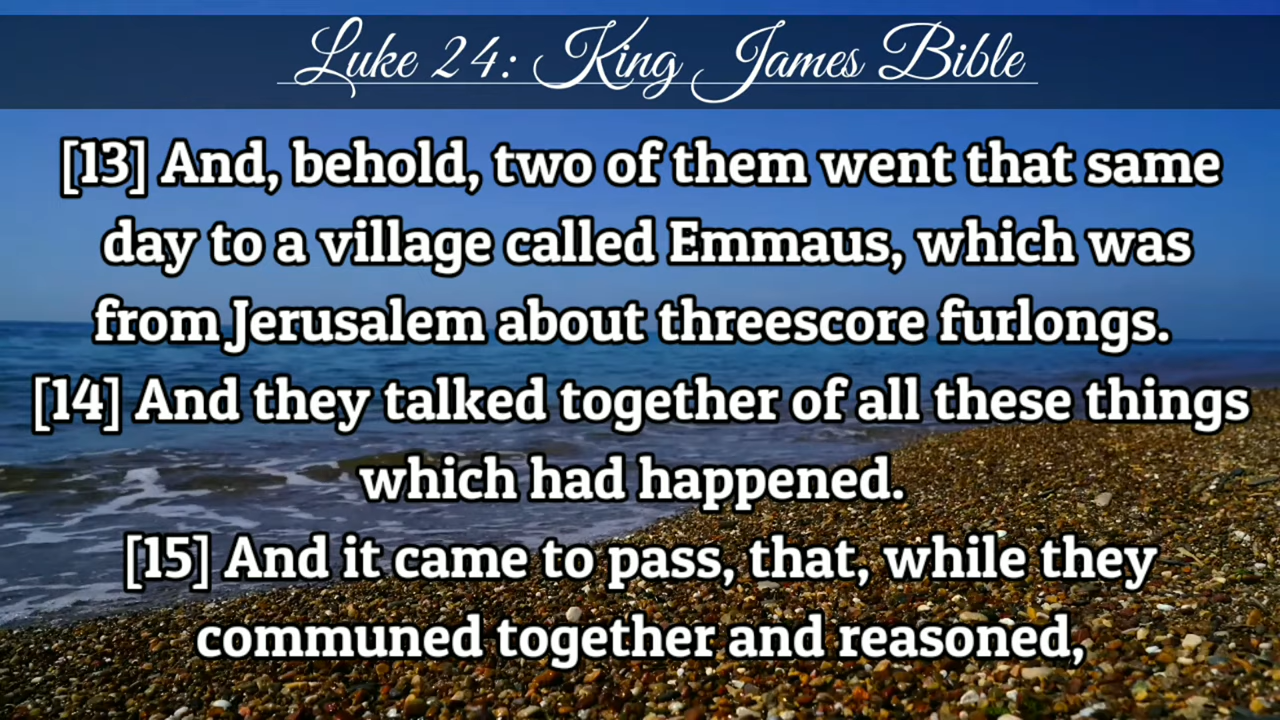 Luke 24: King James Bible
[13] And, behold, two of them went that same
day to a village called Emmaus, which was
from Jerusalem about threescore furlongs.
[14] And they talked together of all these things
which had happened.
[15] And it came to pass, that, while they
communed together and reasoned,